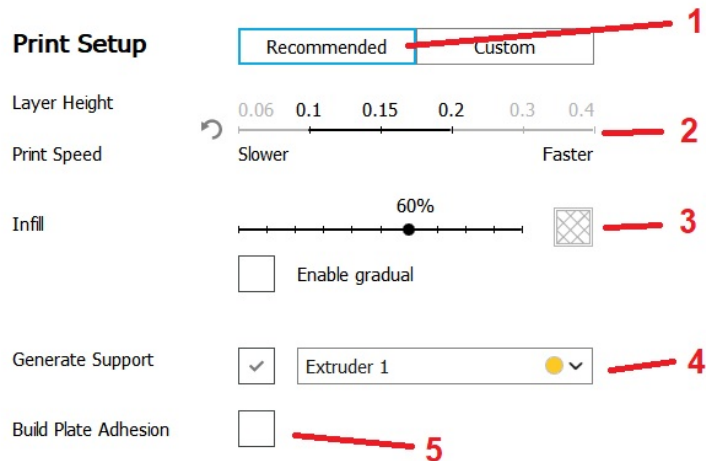 1
Print Setup Recommended Custom
Layer Height 0.06 0.1 0.15 0.2 0.3 0.4
2
Print Speed Slower Faster
60%
Infill 3
Enable gradual
Generate Support Extruder 1 4
Build Plate Adhesion 5